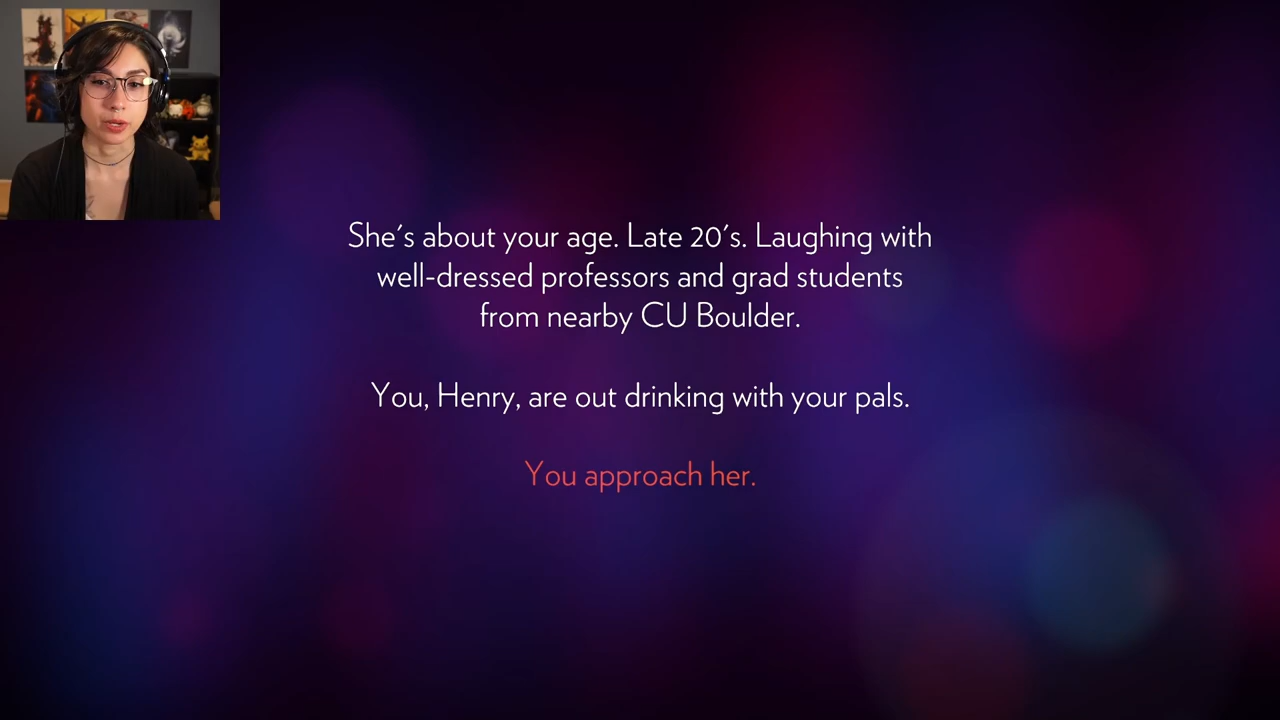 She's about your age. Late 20's. Laughing with
well-dressed professors and grad students
from nearby CU Boulder.
You, Henry, are out drinking with your pals.
You approach her.